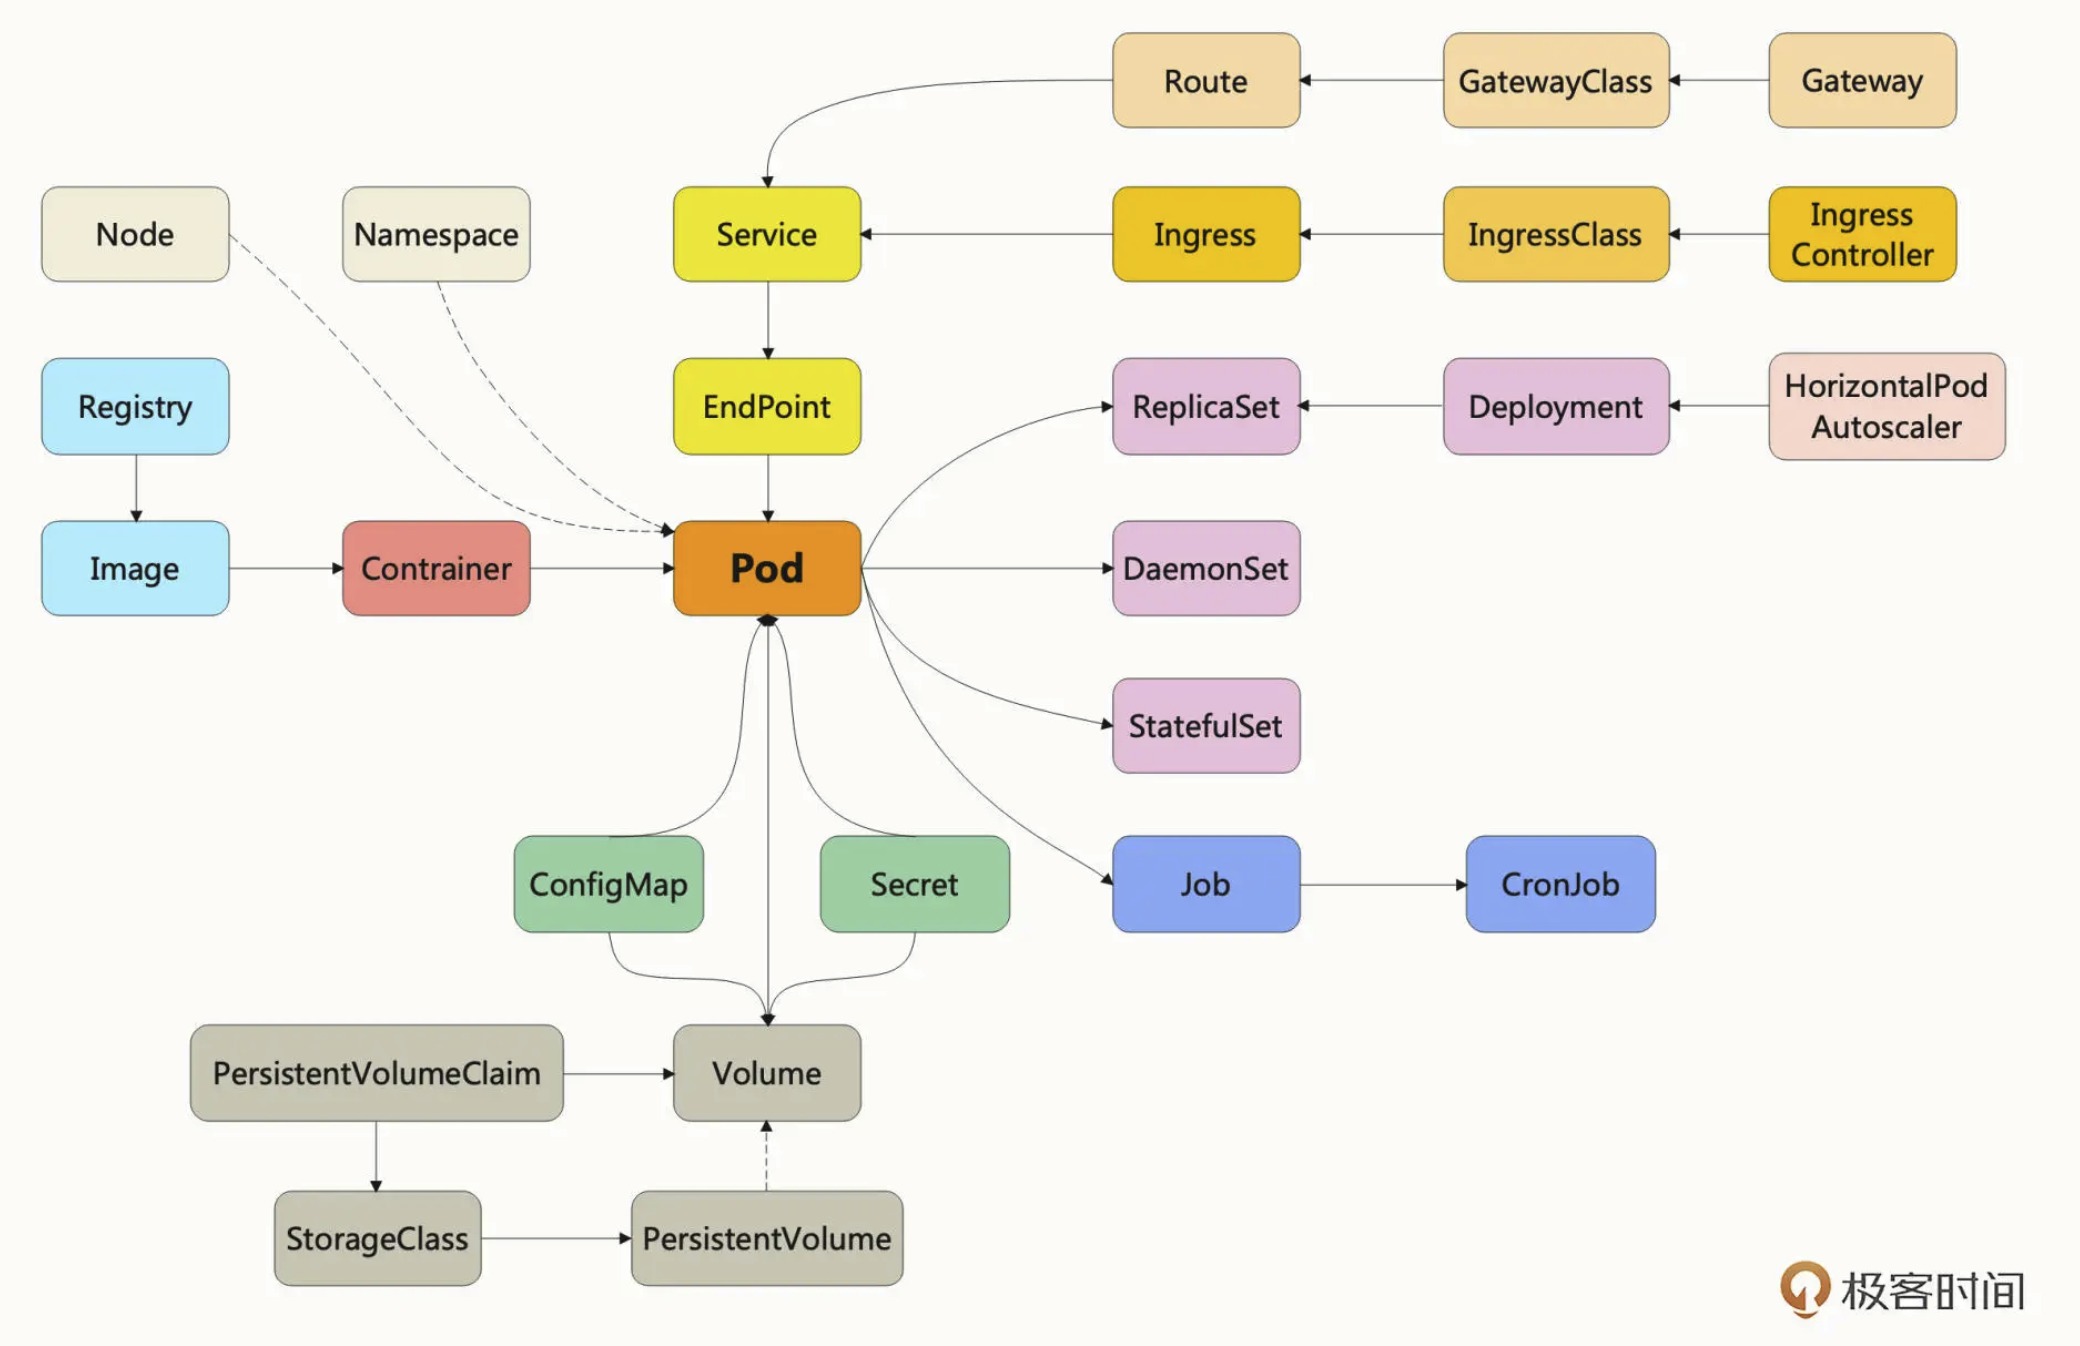 Route
GatewayClass
Gateway
Node
Namespace
Service
Ingress
IngressClass
Ingress
Controller
Registry
EndPoint
ReplicaSet
Deployment
HorizontalPod
Autoscaler
Image
Contrainer
Pod
DaemonSet
StatefulSet
ConfigMap
Secret
Job
CronJob
PersistentVolumeClaim
Volume
StorageClass
PersistentVolume
极客时间